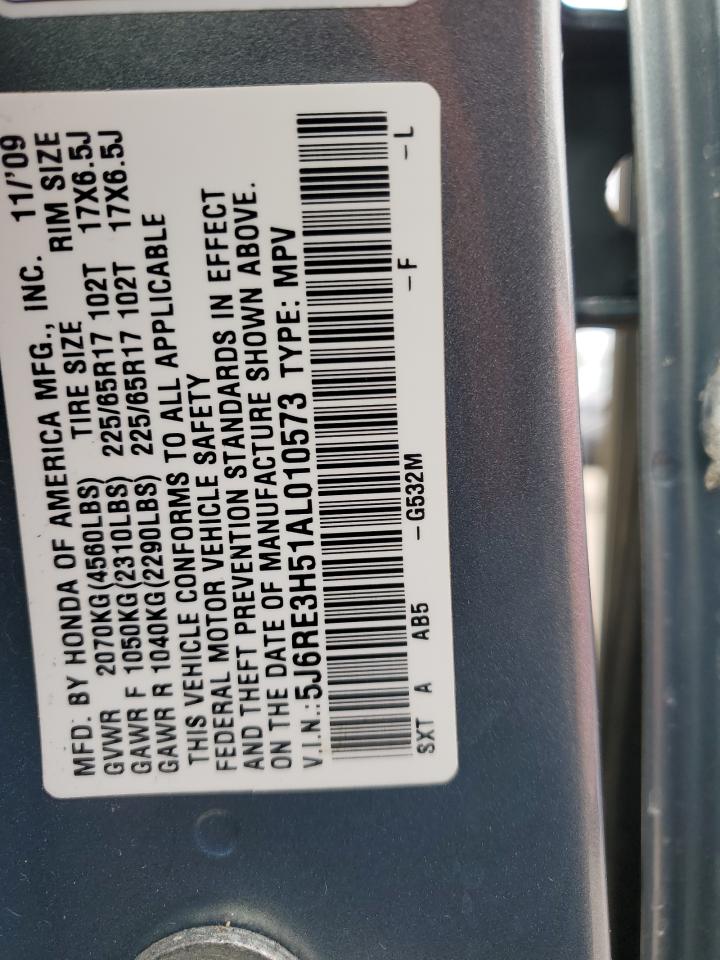 MFD. BY HONDA OF AMERICA MFG., INC. 11/'09
GVWR 2070KG(4560LBS) TIRE SIZE RIM SIZE
GAWR F 1050KG(2310LBS) 225/65R17 102T 17X6.5J
GAWR R 1040KG(2290LBS) 225/65R17 102T 17X6.5J
THIS VEHICLE CONFORMS TO ALL APPLICABLE
FEDERAL MOTOR VEHICLE SAFETY
AND THEFT PREVENTION STANDARDS IN EFFECT
ON THE DATE OF MANUFACTURE SHOWN ABOVE.
V.I.N.:5J6RE3H51AL010573 TYPE: MPV
SXT A AB5 -G532M -F -L